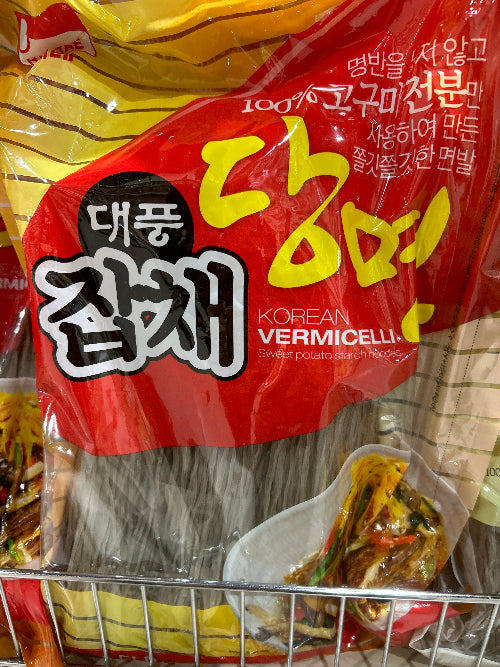 명반을 넣지 않고
100% 고구마전분만
사용하여 만든
쫄깃쫄깃한 면발
당면
대풍
잡채
KOREAN
VERMICELLI
Sweet potato starch noodles